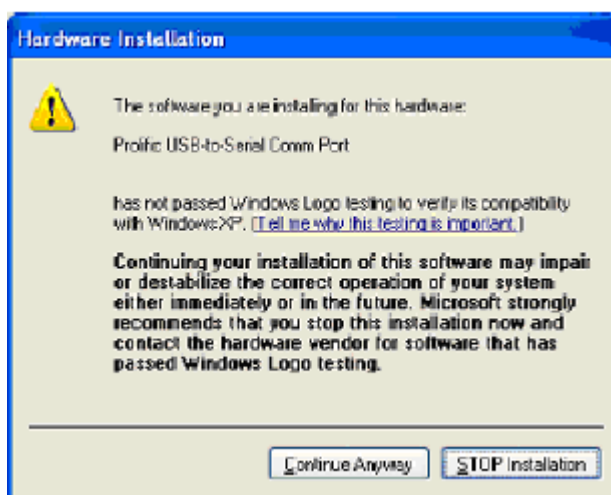 Hardware Installation
The software you are installing for this hardware:
Prolific USB-to-Serial Comm Port
has not passed Windows Logo testing to verify its compatibility
with Windows XP. (Tell me why this testing is important.)
Continuing your installation of this software may impair
or destabilize the correct operation of your system
either immediately or in the future. Microsoft strongly
recommends that you stop this installation now and
contact the hardware vendor for software that has
passed Windows Logo testing.
Continue Anyway
STOP Installation